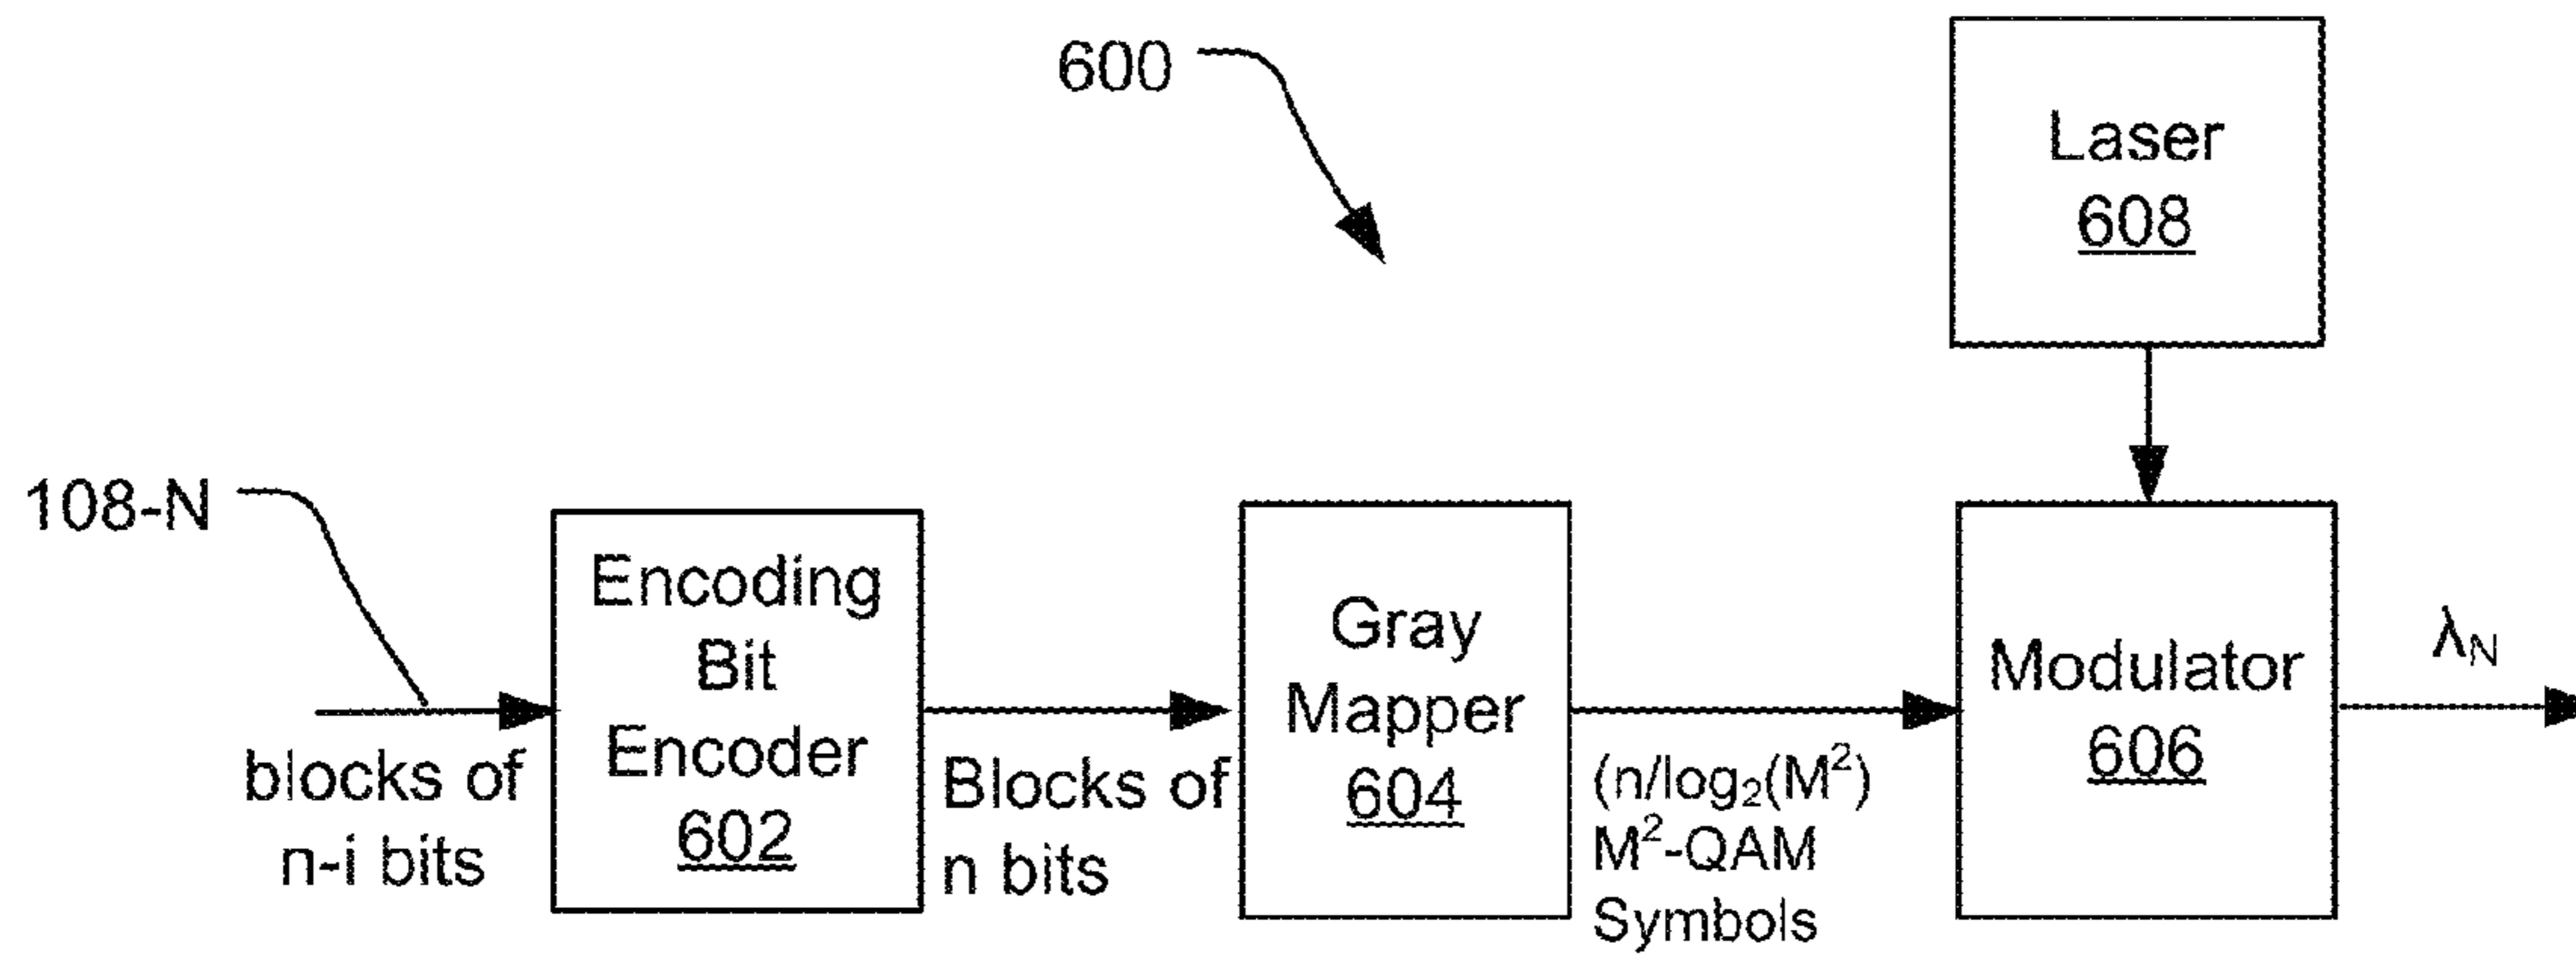 600
Laser
608
108-N
Encoding
Bit
Encoder
602
blocks of
n-i bits
Blocks of
n bits
Gray
Mapper
604
(n/log₂(M²)
M²-QAM
Symbols
Modulator
606
λN